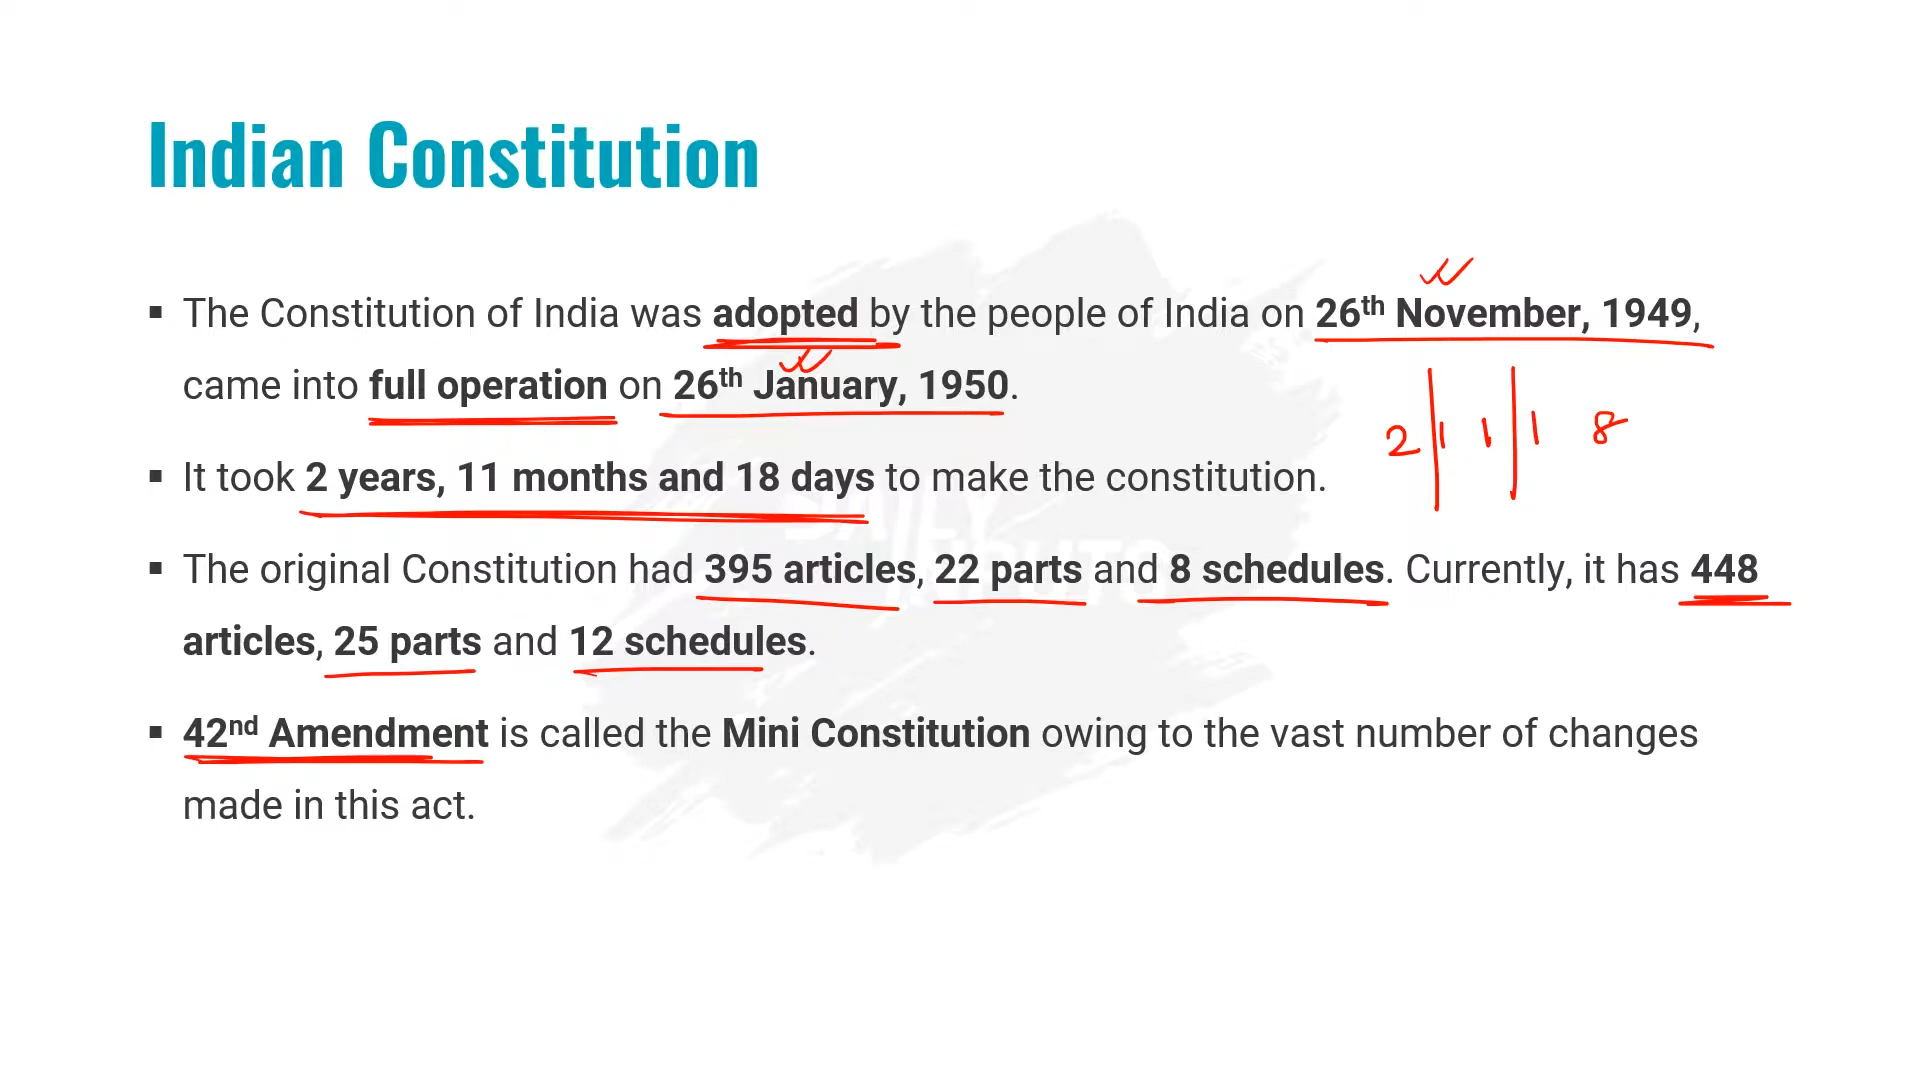 Indian Constitution
▪ The Constitution of India was adopted by the people of India on 26th November, 1949,
came into full operation on 26th January, 1950.
2 | 1 1 | 1 8
▪ It took 2 years, 11 months and 18 days to make the constitution.
▪ The original Constitution had 395 articles, 22 parts and 8 schedules. Currently, it has 448
articles, 25 parts and 12 schedules.
▪ 42nd Amendment is called the Mini Constitution owing to the vast number of changes
made in this act.